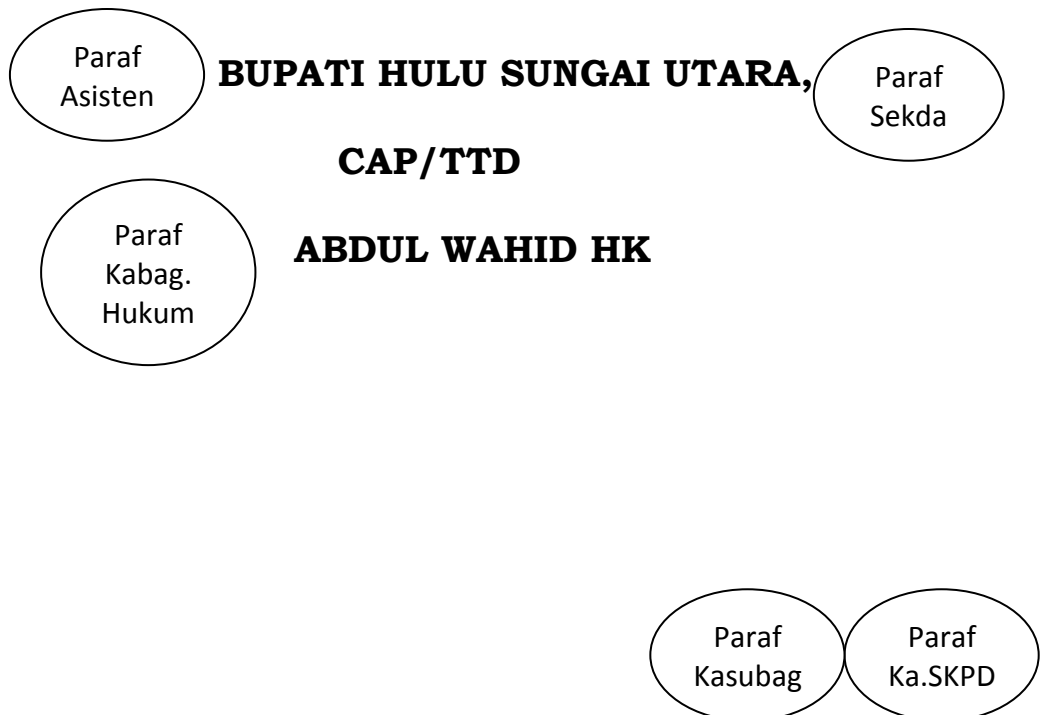 Paraf
Asisten
BUPATI HULU SUNGAI UTARA,
Paraf
Sekda
CAP/TTD
Paraf
Kabag.
Hukum
ABDUL WAHID HK
Paraf
Kasubag
Paraf
Ka.SKPD